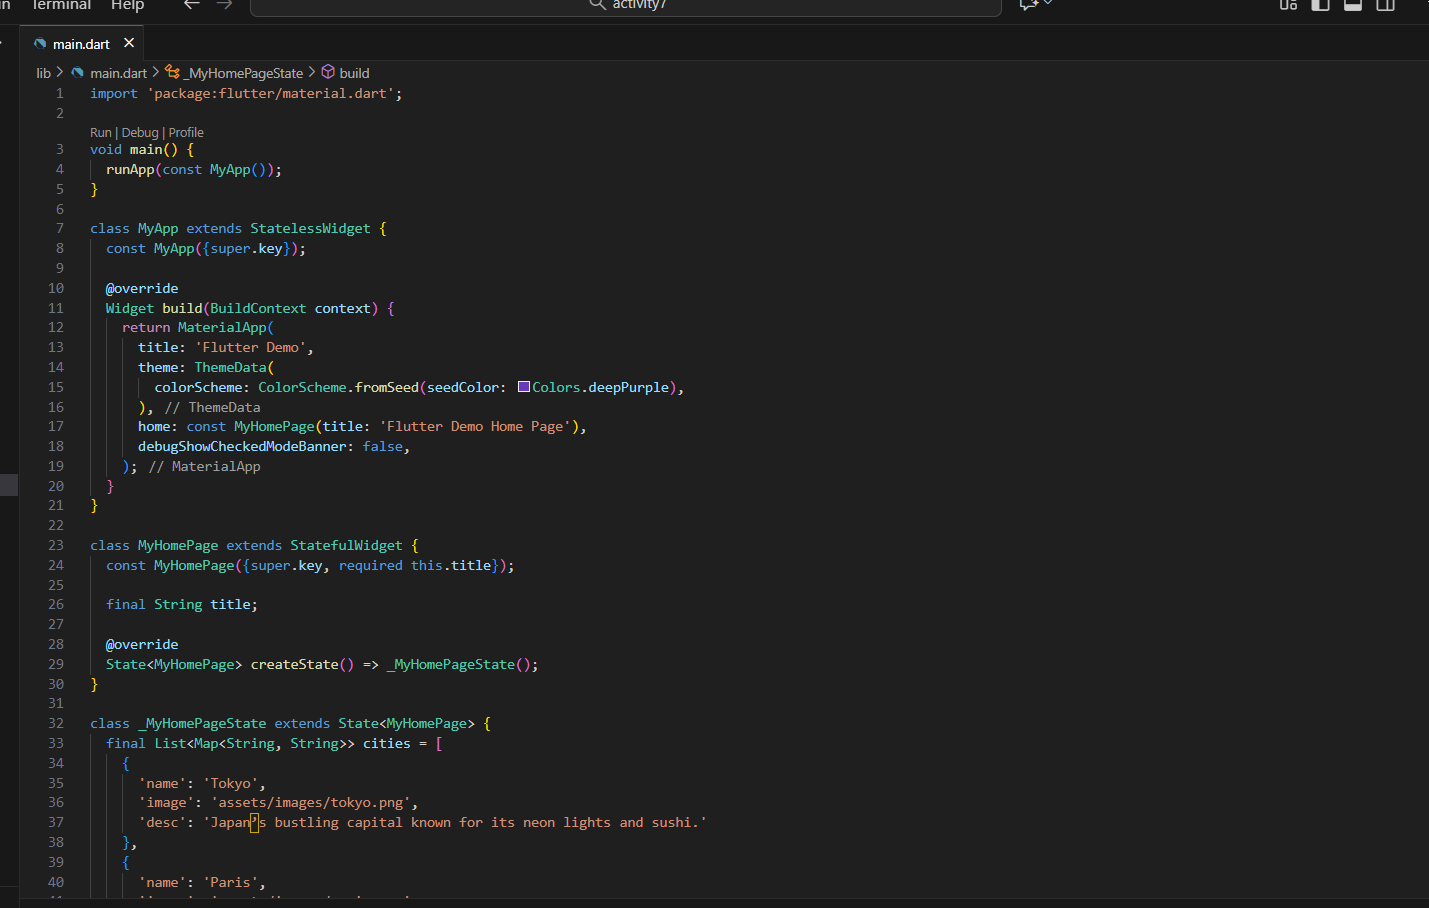 Terminal Help activity7
main.dart
lib > main.dart > _MyHomePageState > build
1 import 'package:flutter/material.dart';
2
Run | Debug | Profile
3 void main() {
4 runApp(const MyApp());
5 }
6
7 class MyApp extends StatelessWidget {
8 const MyApp({super.key});
9
10 @override
11 Widget build(BuildContext context) {
12 return MaterialApp(
13 title: 'Flutter Demo',
14 theme: ThemeData(
15 colorScheme: ColorScheme.fromSeed(seedColor: Colors.deepPurple),
16 ), // ThemeData
17 home: const MyHomePage(title: 'Flutter Demo Home Page'),
18 debugShowCheckedModeBanner: false,
19 ); // MaterialApp
20 }
21 }
22
23 class MyHomePage extends StatefulWidget {
24 const MyHomePage({super.key, required this.title});
25
26 final String title;
27
28 @override
29 State<MyHomePage> createState() => _MyHomePageState();
30 }
31
32 class _MyHomePageState extends State<MyHomePage> {
33 final List<Map<String, String>> cities = [
34 {
35 'name': 'Tokyo',
36 'image': 'assets/images/tokyo.png',
37 'desc': 'Japan’s bustling capital known for its neon lights and sushi.'
38 },
39 {
40 'name': 'Paris',